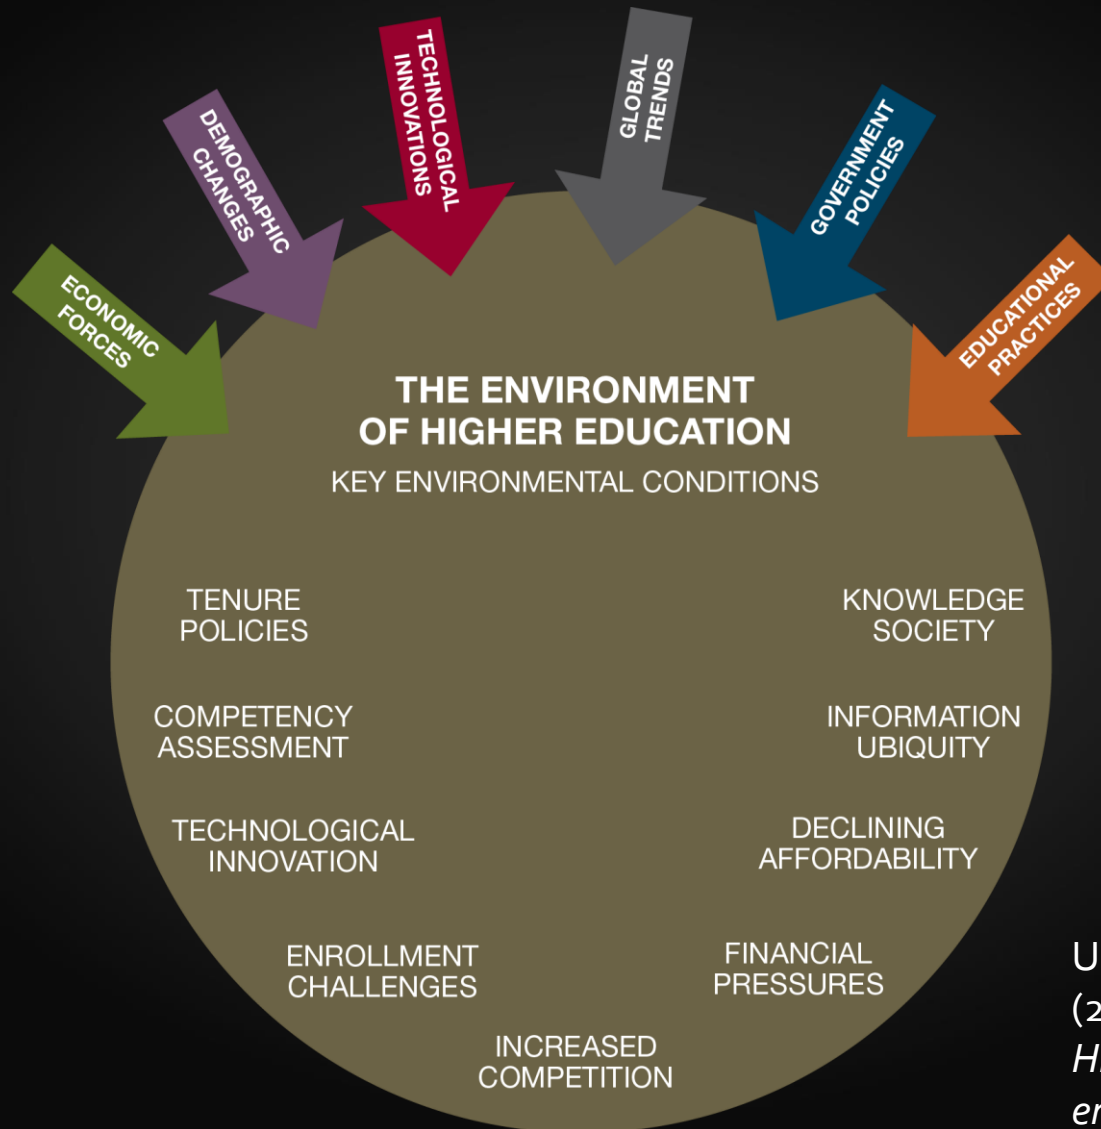 ECONOMIC
FORCES
DEMOGRAPHIC
CHANGES
TECHNOLOGICAL
INNOVATIONS
GLOBAL
TRENDS
GOVERNMENT
POLICIES
EDUCATIONAL
PRACTICES
THE ENVIRONMENT
OF HIGHER EDUCATION
KEY ENVIRONMENTAL CONDITIONS
TENURE
POLICIES
COMPETENCY
ASSESSMENT
TECHNOLOGICAL
INNOVATION
ENROLLMENT
CHALLENGES
INCREASED
COMPETITION
FINANCIAL
PRESSURES
DECLINING
AFFORDABILITY
INFORMATION
UBIQUITY
KNOWLEDGE
SOCIETY